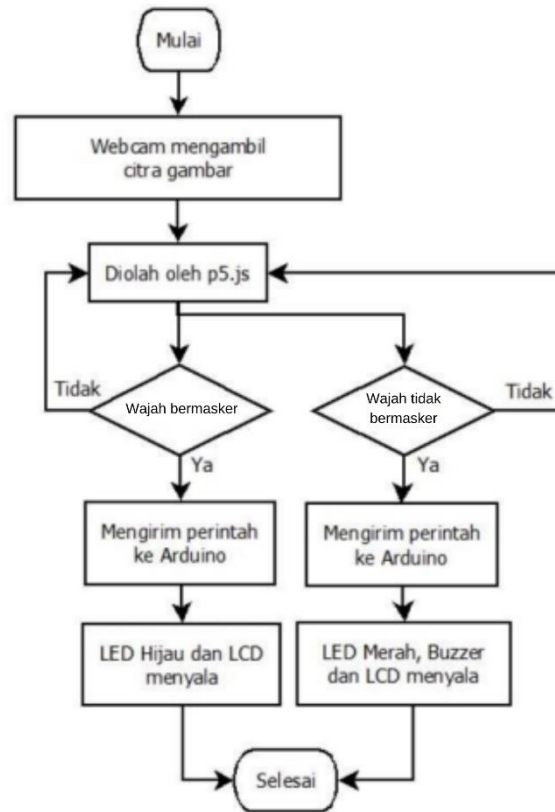 Mulai
Webcam mengambil
citra gambar
Diolah oleh p5.js
Tidak
Wajah bermasker
Wajah tidak
bermasker
Tidak
Ya
Ya
Mengirim perintah
ke Arduino
Mengirim perintah
ke Arduino
LED Hijau dan LCD
menyala
LED Merah, Buzzer
dan LCD menyala
Selesai